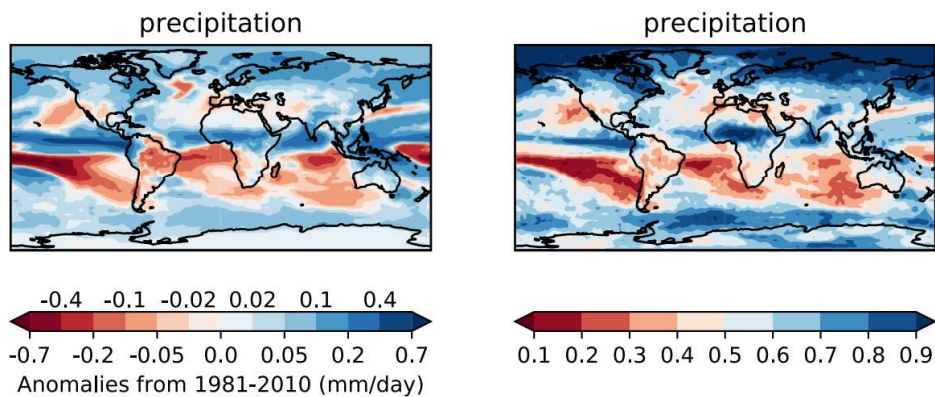 precipitation
precipitation
-0.4 -0.1 -0.02 0.02 0.1 0.4
-0.7 -0.2 -0.05 0.0 0.05 0.2 0.7
0.1 0.2 0.3 0.4 0.5 0.6 0.7 0.8 0.9
Anomalies from 1981-2010 (mm/day)